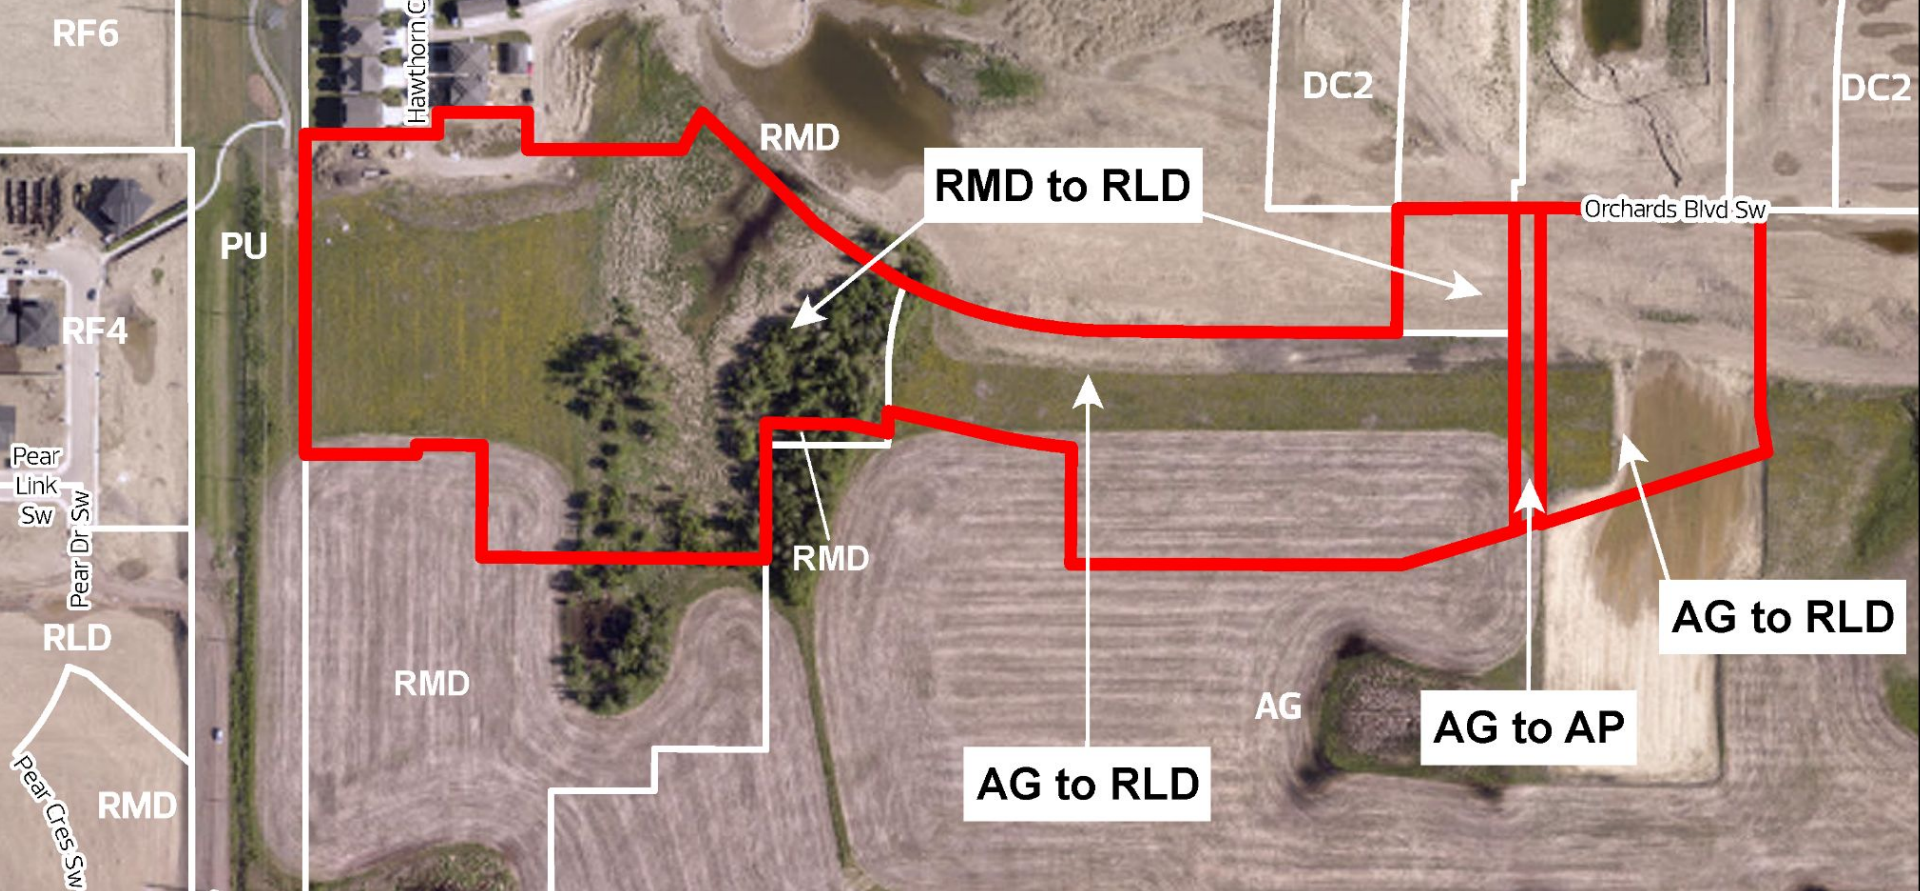 RF6
Hawthorn C
DC2
DC2
RMD
RMD to RLD
Orchards Blvd Sw
PU
RF4
Pear
Link
Sw
Pear Dr Sw
RMD
AG to RLD
RLD
RMD
AG
AG to AP
AG to RLD
Pear Cres Sw
RMD